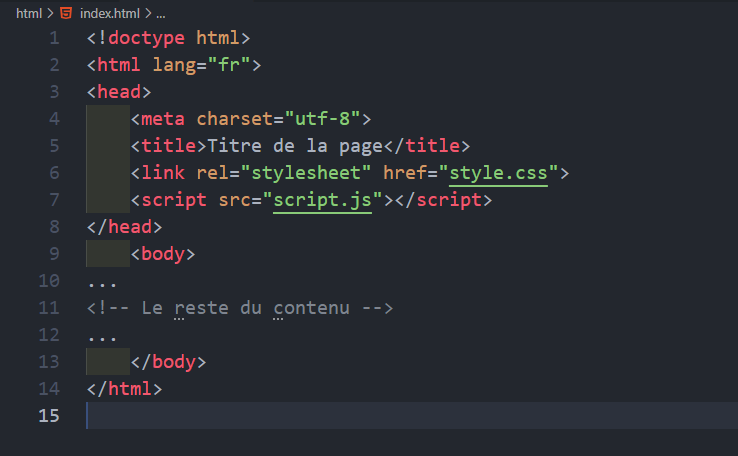 html > index.html > ...
1 <!doctype html>
2 <html lang="fr">
3 <head>
4     <meta charset="utf-8">
5     <title>Titre de la page</title>
6     <link rel="stylesheet" href="style.css">
7     <script src="script.js"></script>
8 </head>
9     <body>
10 ...
11 <!-- Le reste du contenu -->
12 ...
13     </body>
14 </html>
15